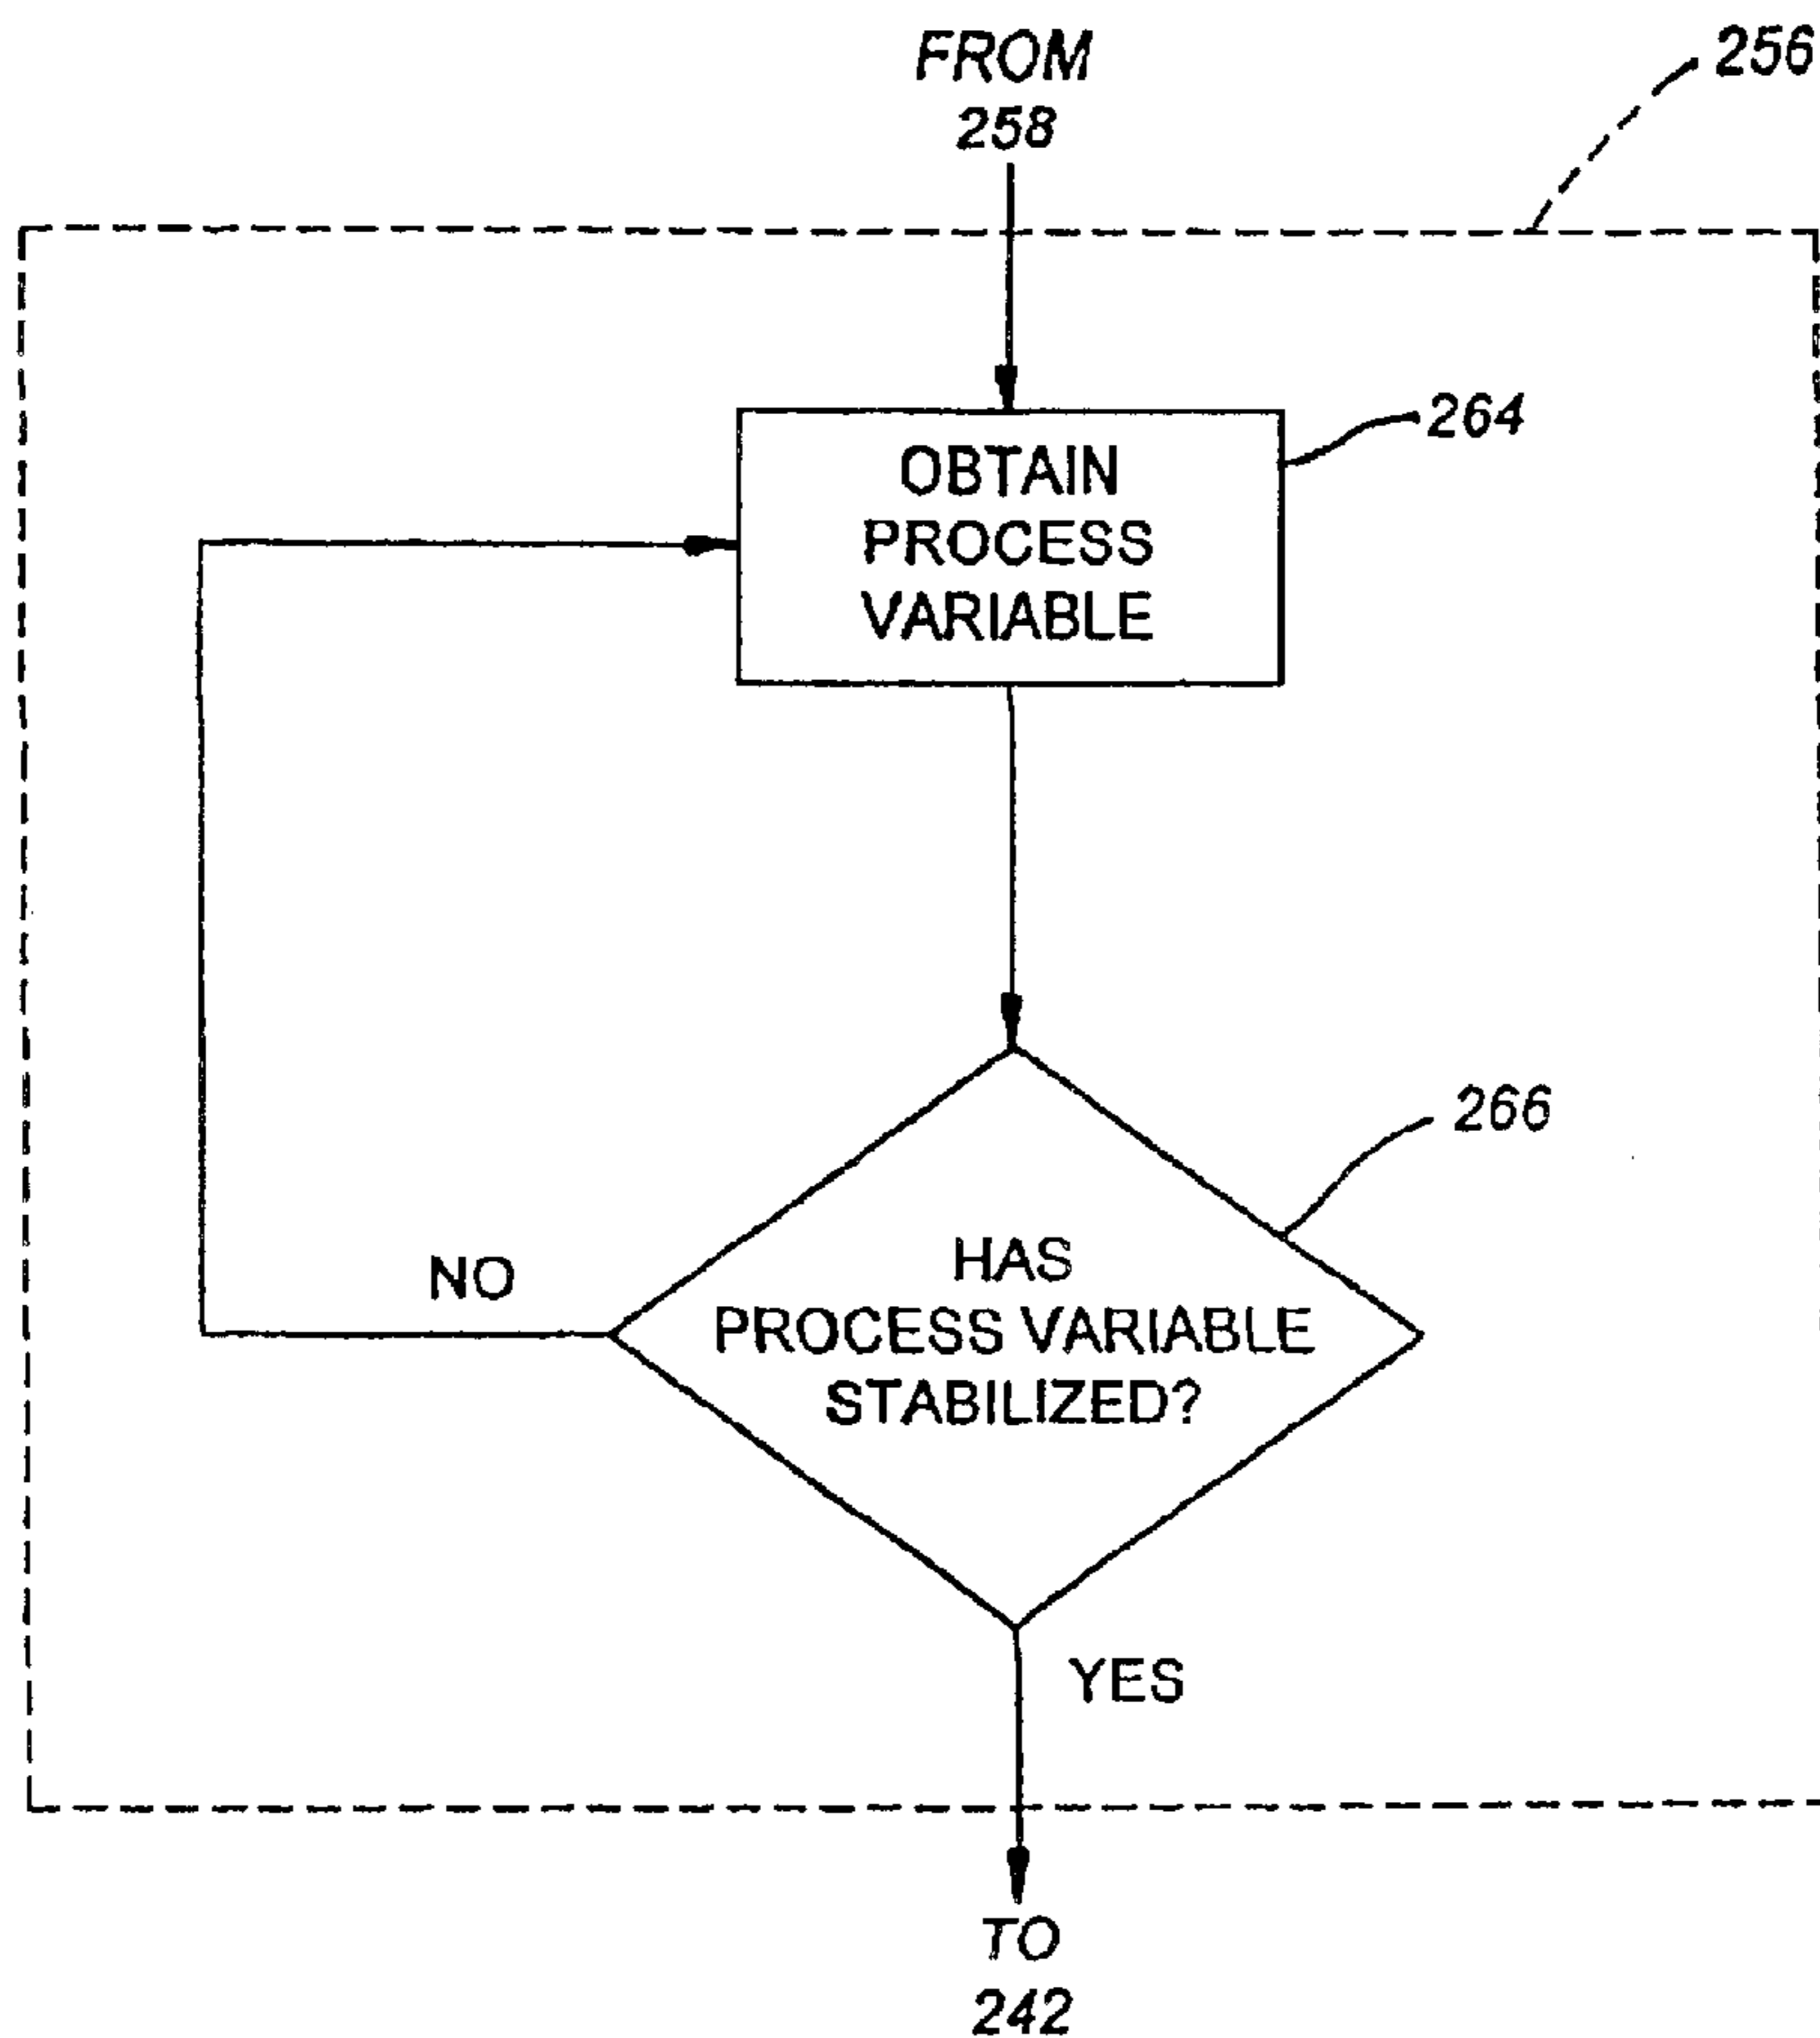 FROM
258
256
OBTAIN
PROCESS
VARIABLE
264
266
HAS
PROCESS VARIABLE
STABILIZED?
NO
YES
TO
242